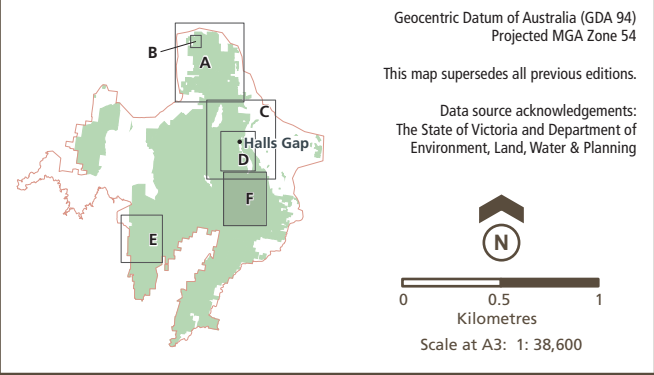 Geocentric Datum of Australia (GDA 94)
Projected MGA Zone 54
This map supersedes all previous editions.
Data source acknowledgements:
The State of Victoria and Department of
Environment, Land, Water & Planning
B
A
C
Halls Gap
D
F
E
N
0 0.5 1
Kilometres
Scale at A3: 1: 38,600